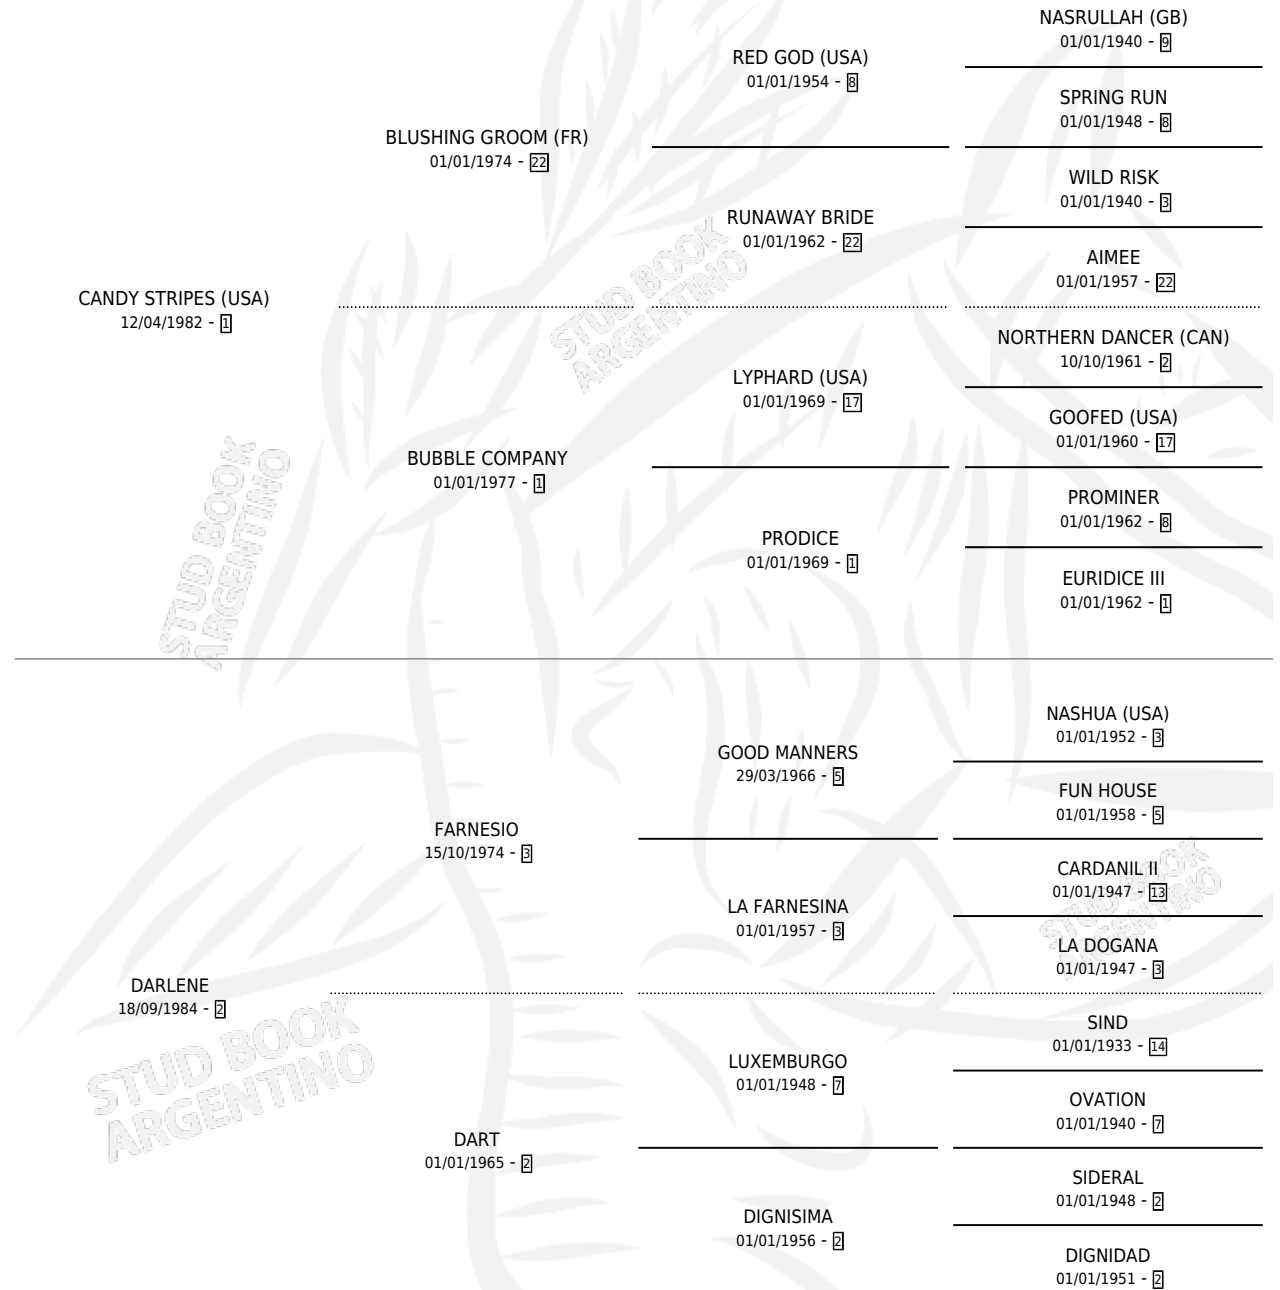 NASRULLAH (GB)
01/01/1940 - 9
RED GOD (USA)
01/01/1954 - 8
SPRING RUN
01/01/1948 - 8
BLUSHING GROOM (FR)
01/01/1974 - 22
WILD RISK
01/01/1940 - 3
RUNAWAY BRIDE
01/01/1962 - 22
AIMEE
01/01/1957 - 22
CANDY STRIPES (USA)
12/04/1982 - 1
NORTHERN DANCER (CAN)
10/10/1961 - 2
LYPHARD (USA)
01/01/1969 - 17
GOOFED (USA)
01/01/1960 - 17
BUBBLE COMPANY
01/01/1977 - 1
PROMINER
01/01/1962 - 8
PRODICE
01/01/1969 - 1
EURIDICE III
01/01/1962 - 1
NASHUA (USA)
01/01/1952 - 3
GOOD MANNERS
29/03/1966 - 5
FUN HOUSE
01/01/1958 - 5
FARNESIO
15/10/1974 - 3
CARDANIL II
01/01/1947 - 13
LA FARNESINA
01/01/1957 - 3
LA DOGANA
01/01/1947 - 3
DARLENE
18/09/1984 - 2
SIND
01/01/1933 - 14
LUXEMBURGO
01/01/1948 - 7
OVATION
01/01/1940 - 7
DART
01/01/1965 - 2
SIDERAL
01/01/1948 - 2
DIGNISIMA
01/01/1956 - 2
DIGNIDAD
01/01/1951 - 2
STUD BOOK
ARGENTINO
STUD BOOK
ARGENTINO
STUD BOOK
ARGENTINO
STUD BOOK
ARGENTINO